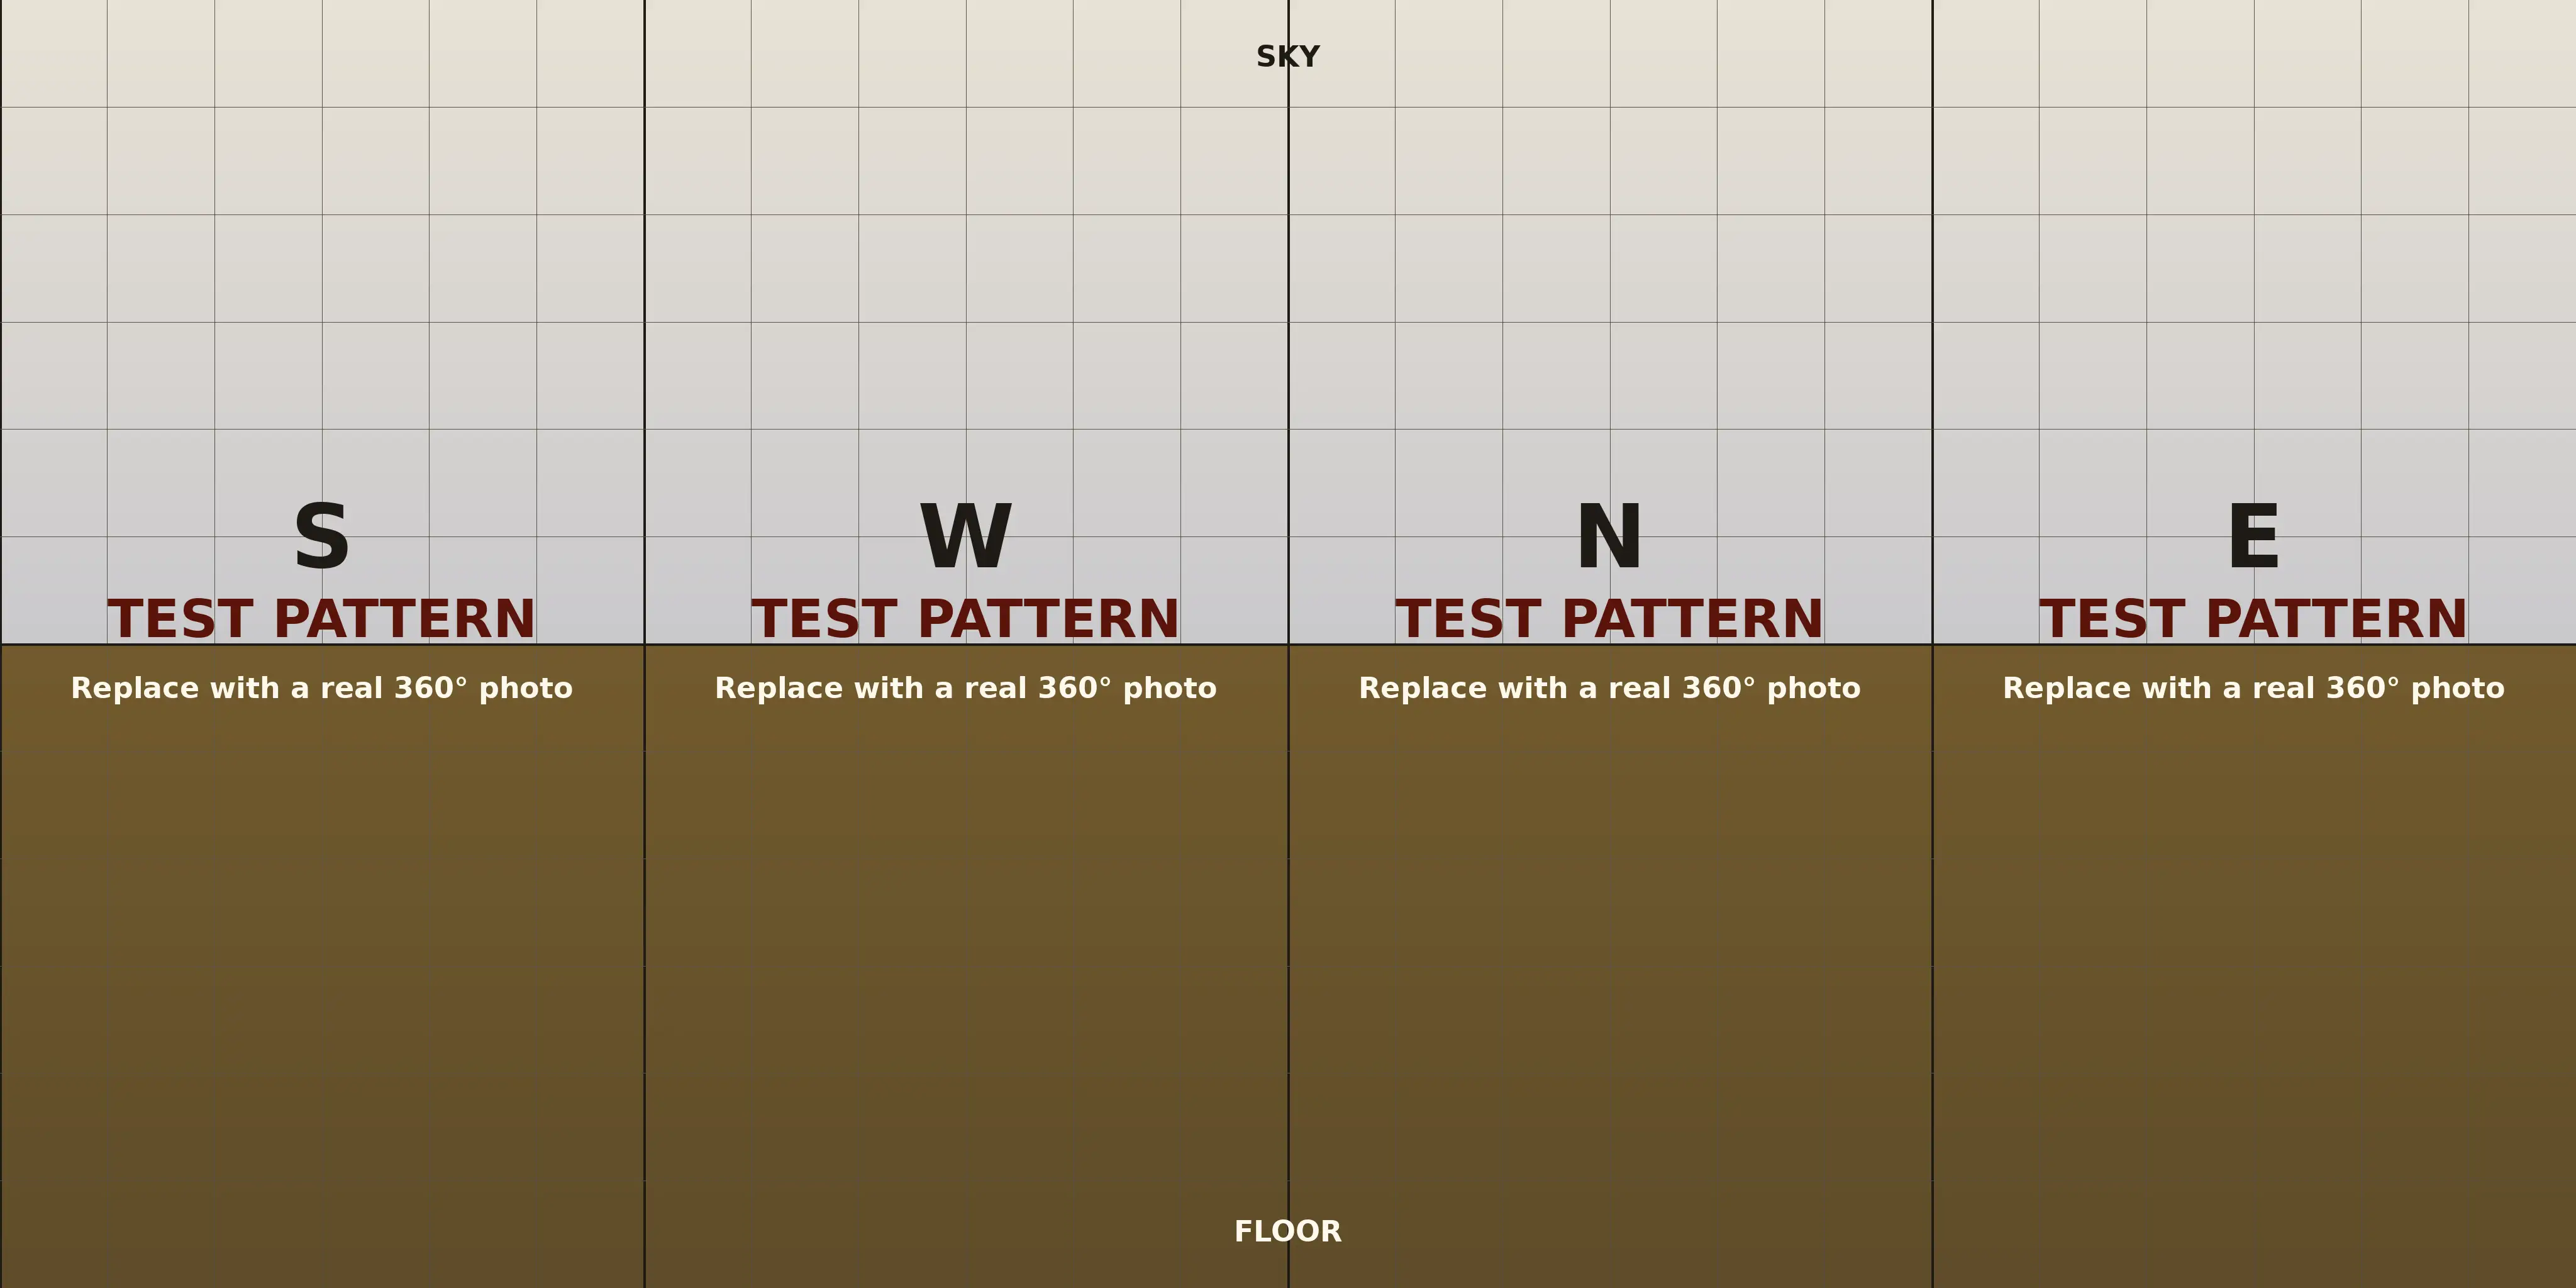 SKY
S
W
N
E
TEST PATTERN
TEST PATTERN
TEST PATTERN
TEST PATTERN
Replace with a real 360° photo
Replace with a real 360° photo
Replace with a real 360° photo
Replace with a real 360° photo
FLOOR